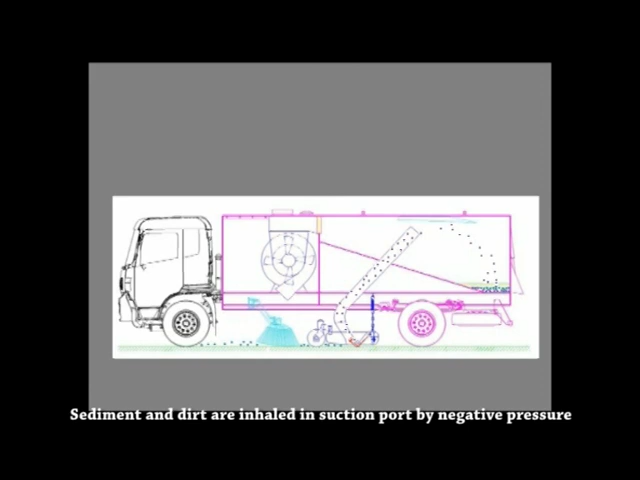 Sediment and dirt are inhaled in suction port by negative pressure